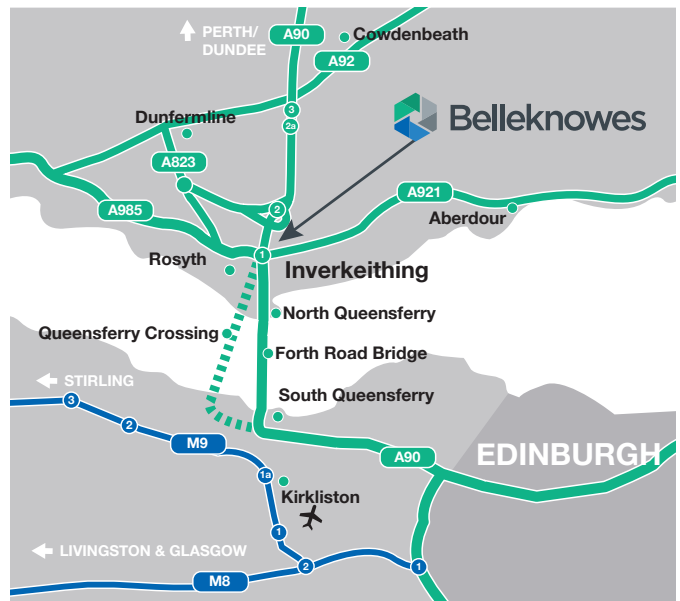 PERTH/
DUNDEE
A90
Cowdenbeath
A92
3
2a
Dunfermline
Belleknowes
A823
A921
A985
2
Aberdour
1
Rosyth
Inverkeithing
North Queensferry
Queensferry Crossing
Forth Road Bridge
STIRLING
South Queensferry
3
2
M9
A90
EDINBURGH
1a
Kirkliston
1
LIVINGSTON & GLASGOW
2
1
M8